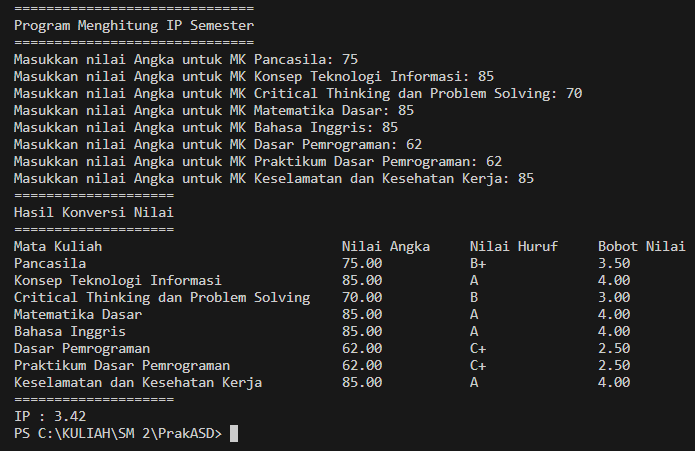 ==============================
Program Menghitung IP Semester
==============================
Masukkan nilai Angka untuk MK Pancasila: 75
Masukkan nilai Angka untuk MK Konsep Teknologi Informasi: 85
Masukkan nilai Angka untuk MK Critical Thinking dan Problem Solving: 70
Masukkan nilai Angka untuk MK Matematika Dasar: 85
Masukkan nilai Angka untuk MK Bahasa Inggris: 85
Masukkan nilai Angka untuk MK Dasar Pemrograman: 62
Masukkan nilai Angka untuk MK Praktikum Dasar Pemrograman: 62
Masukkan nilai Angka untuk MK Keselamatan dan Kesehatan Kerja: 85
====================
Hasil Konversi Nilai
====================
Mata Kuliah                              Nilai Angka     Nilai Huruf     Bobot Nilai
Pancasila                                75.00           B+              3.50
Konsep Teknologi Informasi               85.00           A               4.00
Critical Thinking dan Problem Solving    70.00           B               3.00
Matematika Dasar                         85.00           A               4.00
Bahasa Inggris                           85.00           A               4.00
Dasar Pemrograman                        62.00           C+              2.50
Praktikum Dasar Pemrograman              62.00           C+              2.50
Keselamatan dan Kesehatan Kerja          85.00           A               4.00
====================
IP : 3.42
PS C:\KULIAH\SM 2\PrakASD>